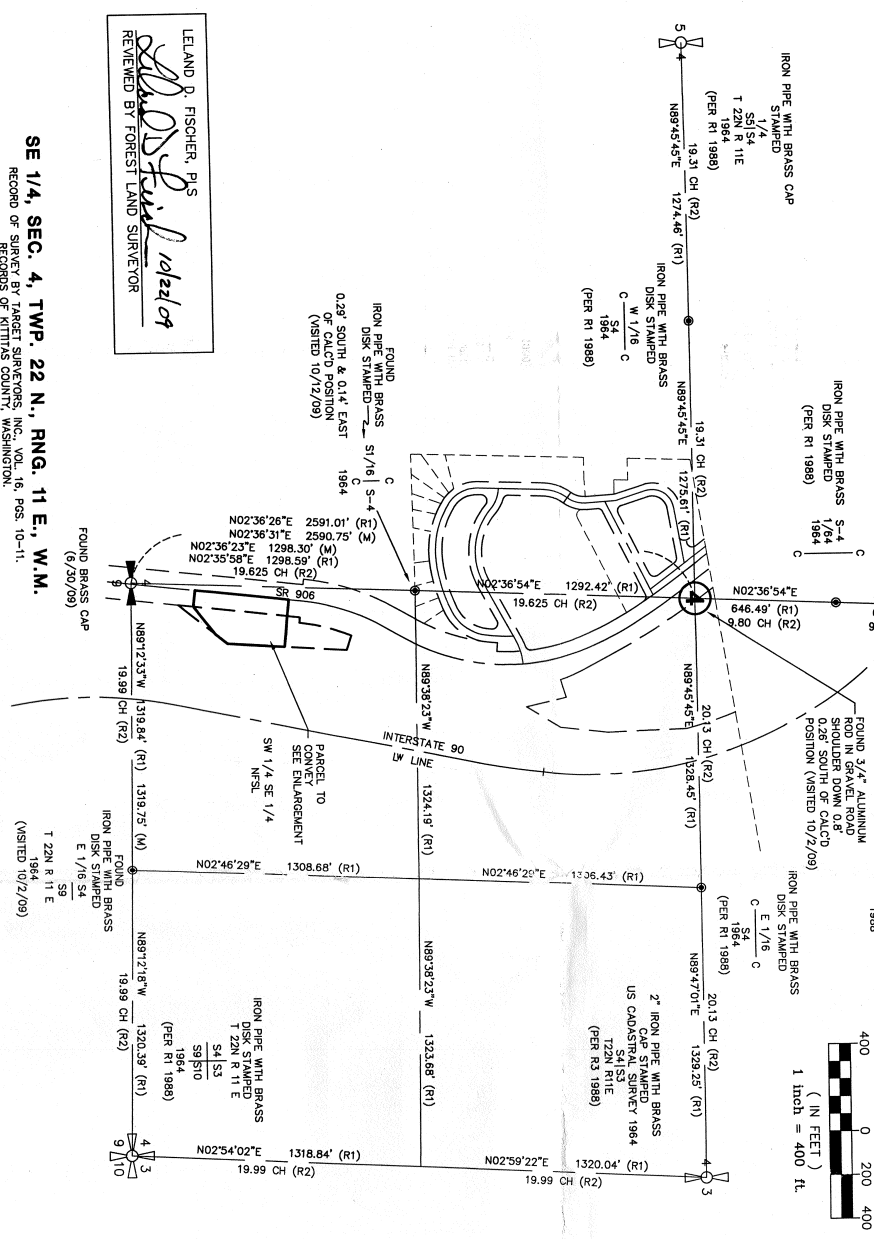 IRON PIPE WITH BRASS CAP
STAMPED
1/4
S5|S4
T 22N R 11E
1964
(PER R1 1988)
5
4
19.31 CH (R2)
N89°45'45"E 1274.46' (R1)
IRON PIPE WITH BRASS
DISK STAMPED
W 1/16
C C
S4
1964
(PER R1 1988)
19.31 CH (R2)
N89°45'45"E 1275.61' (R1)
IRON PIPE WITH BRASS
DISK STAMPED
S-4
1/64
1964
C
C
(PER R1 1988)
N02°36'54"E
646.49' (R1)
9.80 CH (R2)
4
FOUND 3/4" ALUMINUM
ROD IN GRAVEL ROAD
SHOULDER DOWN 0.8'
0.26' SOUTH OF CALC'D
POSITION (VISITED 10/2/09)
1988
20.13 CH (R2)
N89°45'45"E 1328.45' (R1)
IRON PIPE WITH BRASS
DISK STAMPED
E 1/16
C C
S4
1964
(PER R1 1988)
20.13 CH (R2)
N89°47'01"E 1329.25' (R1)
2" IRON PIPE WITH BRASS
CAP STAMPED
US CADASTRAL SURVEY 1964
S4|S3
T22N R11E
(PER R3 1988)
4
3
400 0 200 400
( IN FEET )
1 inch = 400 ft.
FOUND
IRON PIPE WITH BRASS
DISK STAMPED
C
S1/16 S-4
C
1964
0.29' SOUTH & 0.14' EAST
OF CALC'D POSITION
(VISITED 10/12/09)
N02°36'54"E 1292.42' (R1)
19.625 CH (R2)
N02°36'26"E 2591.01' (R1)
N02°36'31"E 2590.75' (M)
N02°36'23"E 1298.30' (M)
N02°35'58"E 1298.59' (R1)
19.625 CH (R2)
SR 906
N89°38'23"W 1324.19' (R1)
INTERSTATE 90
LW LINE
N89°38'23"W 1323.68' (R1)
PARCEL TO
CONVEY
SEE ENLARGEMENT
SW 1/4 SE 1/4
NFSL
N02°46'29"E 1308.68' (R1)
N02°46'29"E 1306.43' (R1)
N02°54'02"E 1318.84' (R1)
19.99 CH (R2)
N02°59'22"E 1320.04' (R1)
19.99 CH (R2)
FOUND BRASS CAP
(6/30/09)
4
9
N89°12'33"W 1319.84' (R1) 1319.75' (M)
19.99 CH (R2)
FOUND
IRON PIPE WITH BRASS
DISK STAMPED
E 1/16 S4
S9
T 22N R 11 E
1964
(VISITED 10/2/09)
N89°12'18"W 1320.39' (R1)
19.99 CH (R2)
IRON PIPE WITH BRASS
DISK STAMPED
T 22N R 11 E
S4|S3
S9|S10
1964
(PER R1 1988)
4 3
9 10
LELAND D. FISCHER, PLS
Leland D Fischer 10/22/09
REVIEWED BY FOREST LAND SURVEYOR
SE 1/4, SEC. 4, TWP. 22 N., RNG. 11 E., W.M.
RECORD OF SURVEY BY TARGET SURVEYORS, INC., VOL. 16, PGS. 10-11.
RECORDS OF KITTITAS COUNTY, WASHINGTON.